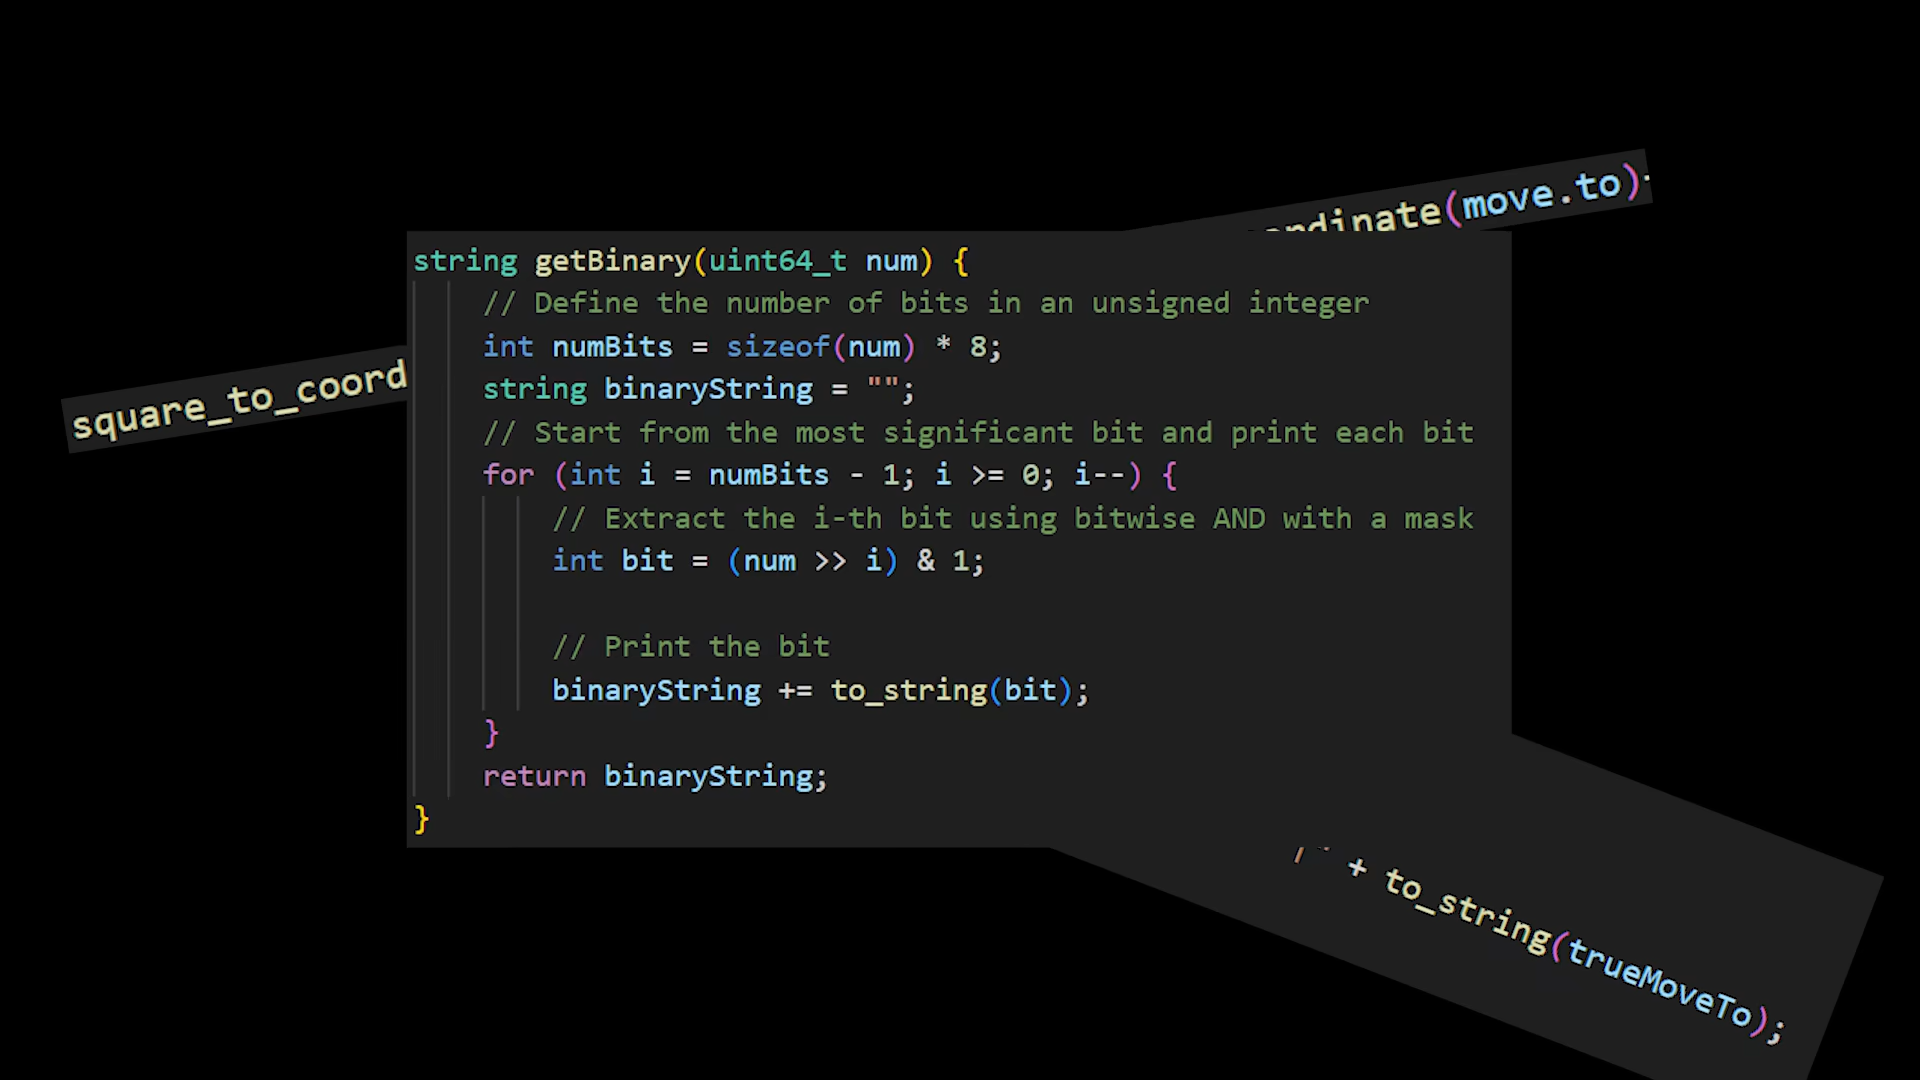 rdinate(move.to)
string getBinary(uint64_t num) {
// Define the number of bits in an unsigned integer
int numBits = sizeof(num) * 8;
square_to_coord
string binaryString = "";
// Start from the most significant bit and print each bit
for (int i = numBits - 1; i >= 0; i--) {
// Extract the i-th bit using bitwise AND with a mask
int bit = (num >> i) & 1;
// Print the bit
binaryString += to_string(bit);
}
return binaryString;
}
+ to_string(trueMoveTo);